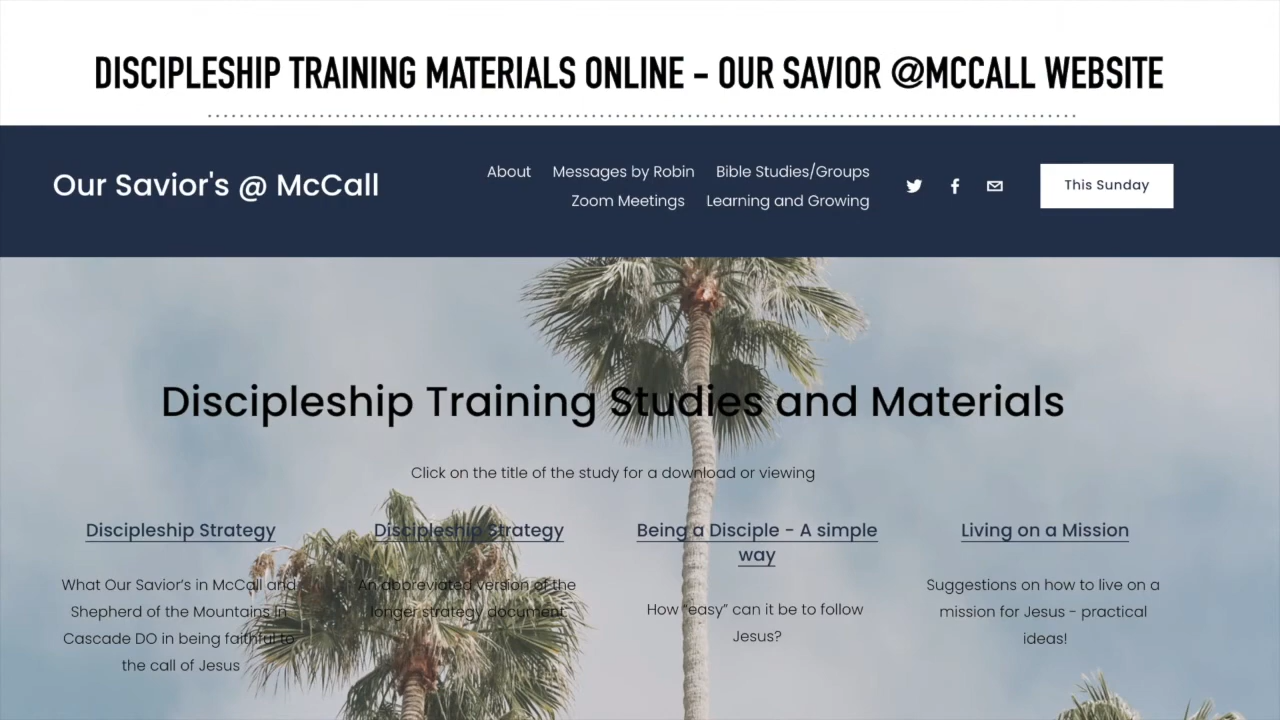 DISCIPLESHIP TRAINING MATERIALS ONLINE - OUR SAVIOR @MCCALL WEBSITE
Our Savior's @ McCall
About Messages by Robin Bible Studies/Groups
Zoom Meetings Learning and Growing
This Sunday
Discipleship Training Studies and Materials
Click on the title of the study for a download or viewing
Discipleship Strategy
What Our Savior's in McCall and
Shepherd of the Mountains in
Cascade DO in being faithful to
the call of Jesus
Discipleship Strategy
An abbreviated version of the
longer strategy document
Being a Disciple - A simple
way
How "easy" can it be to follow
Jesus?
Living on a Mission
Suggestions on how to live on a
mission for Jesus - practical
ideas!